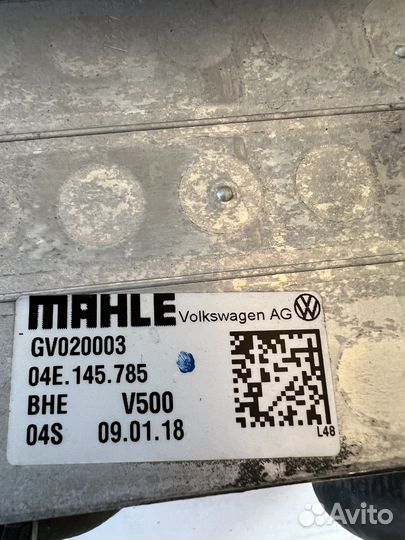 MAHLE Volkswagen AG
GV020003
04E.145.785
BHE V500
04S 09.01.18
L48
Avito